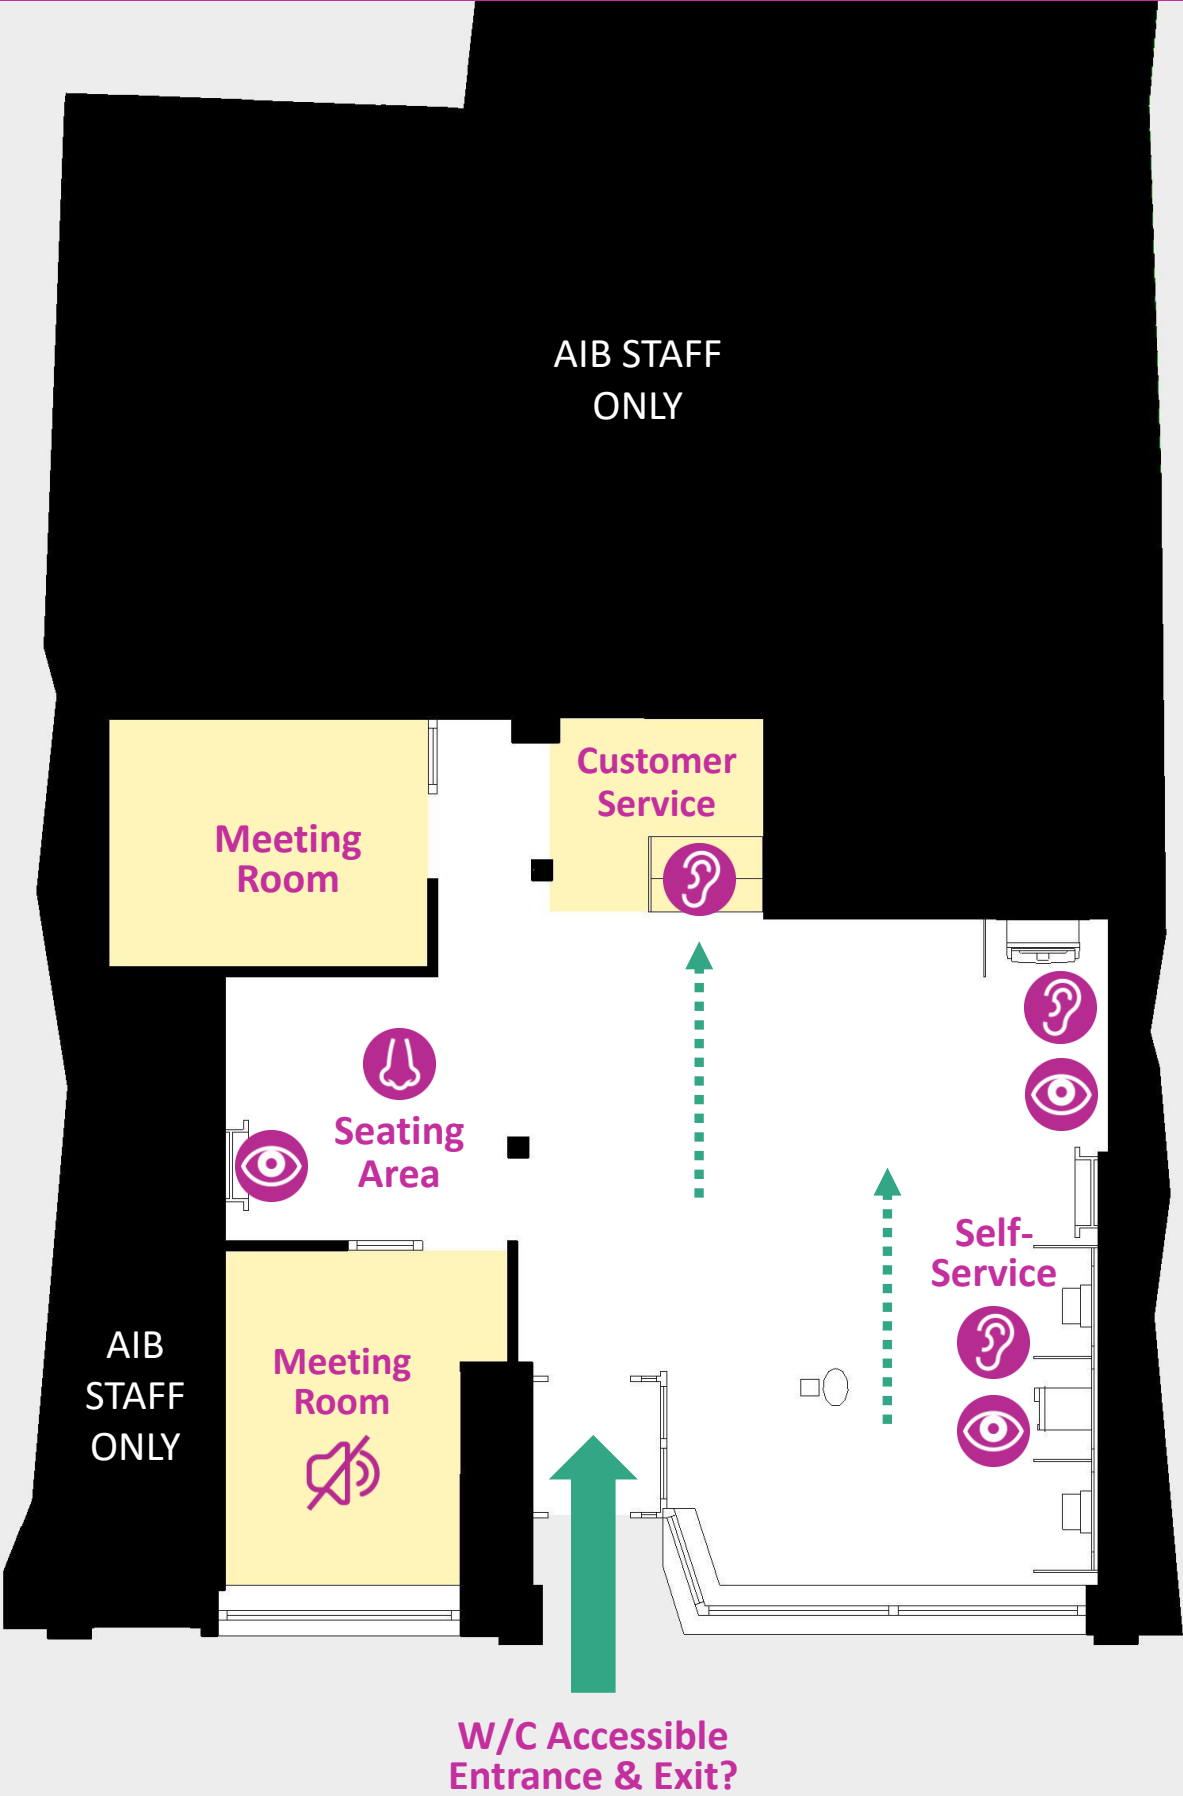 AIB STAFF
ONLY
Customer
Service
Meeting
Room
Seating
Area
Self-
Service
AIB
STAFF
ONLY
Meeting
Room
W/C Accessible
Entrance & Exit?